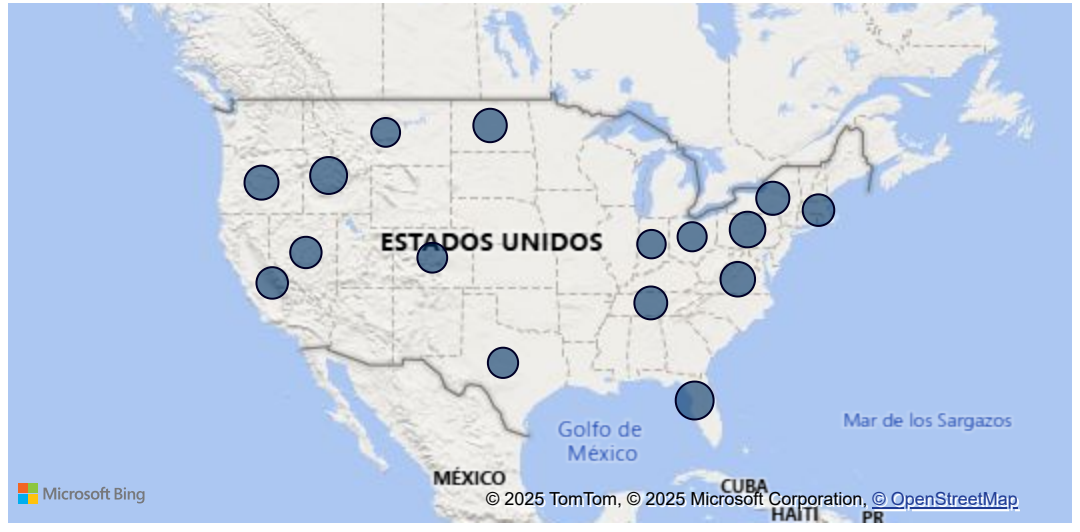 ESTADOS UNIDOS
Mar de los Sargazos
Golfo de
México
MÉXICO
CUBA
Microsoft Bing
© 2025 TomTom, © 2025 Microsoft Corporation, © OpenStreetMap
HAITÍ
PR